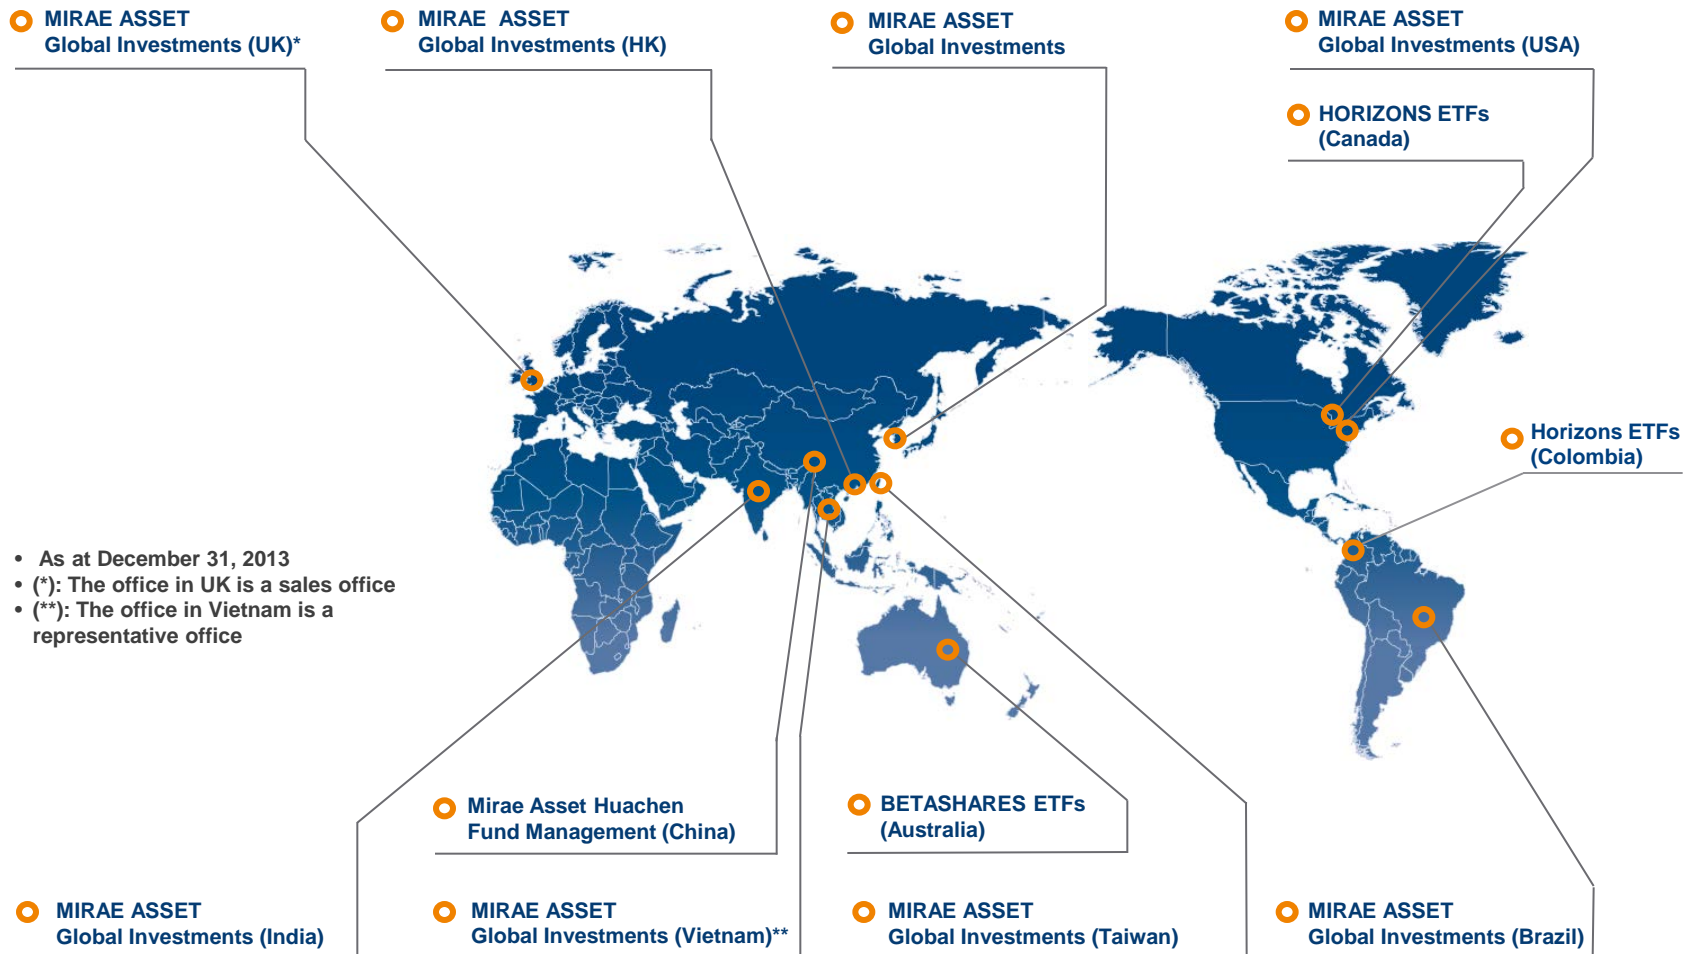 MIRAE ASSET
Global Investments (UK)*
MIRAE ASSET
Global Investments (HK)
MIRAE ASSET
Global Investments
MIRAE ASSET
Global Investments (USA)
HORIZONS ETFs
(Canada)
Horizons ETFs
(Colombia)
• As at December 31, 2013
• (*): The office in UK is a sales office
• (**): The office in Vietnam is a
representative office
Mirae Asset Huachen
Fund Management (China)
BETASHARES ETFs
(Australia)
MIRAE ASSET
Global Investments (India)
MIRAE ASSET
Global Investments (Vietnam)**
MIRAE ASSET
Global Investments (Taiwan)
MIRAE ASSET
Global Investments (Brazil)